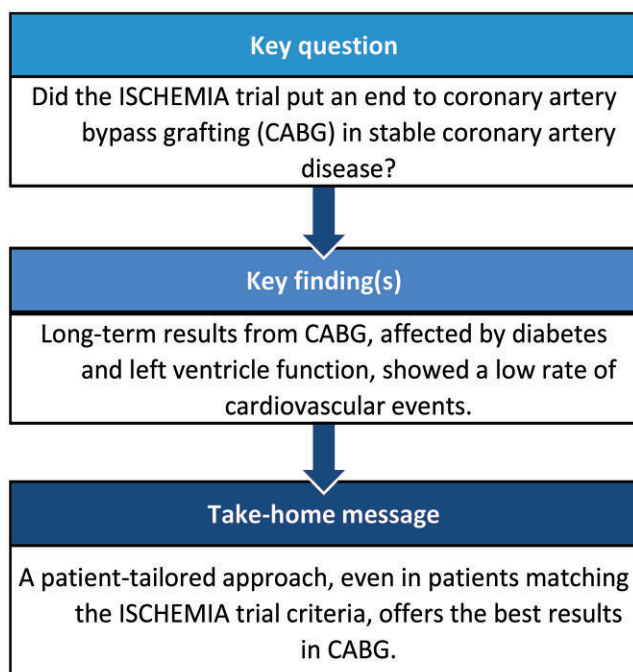 Key question
Did the ISCHEMIA trial put an end to coronary artery
bypass grafting (CABG) in stable coronary artery
disease?
Key finding(s)
Long-term results from CABG, affected by diabetes
and left ventricle function, showed a low rate of
cardiovascular events.
Take-home message
A patient-tailored approach, even in patients matching
the ISCHEMIA trial criteria, offers the best results
in CABG.